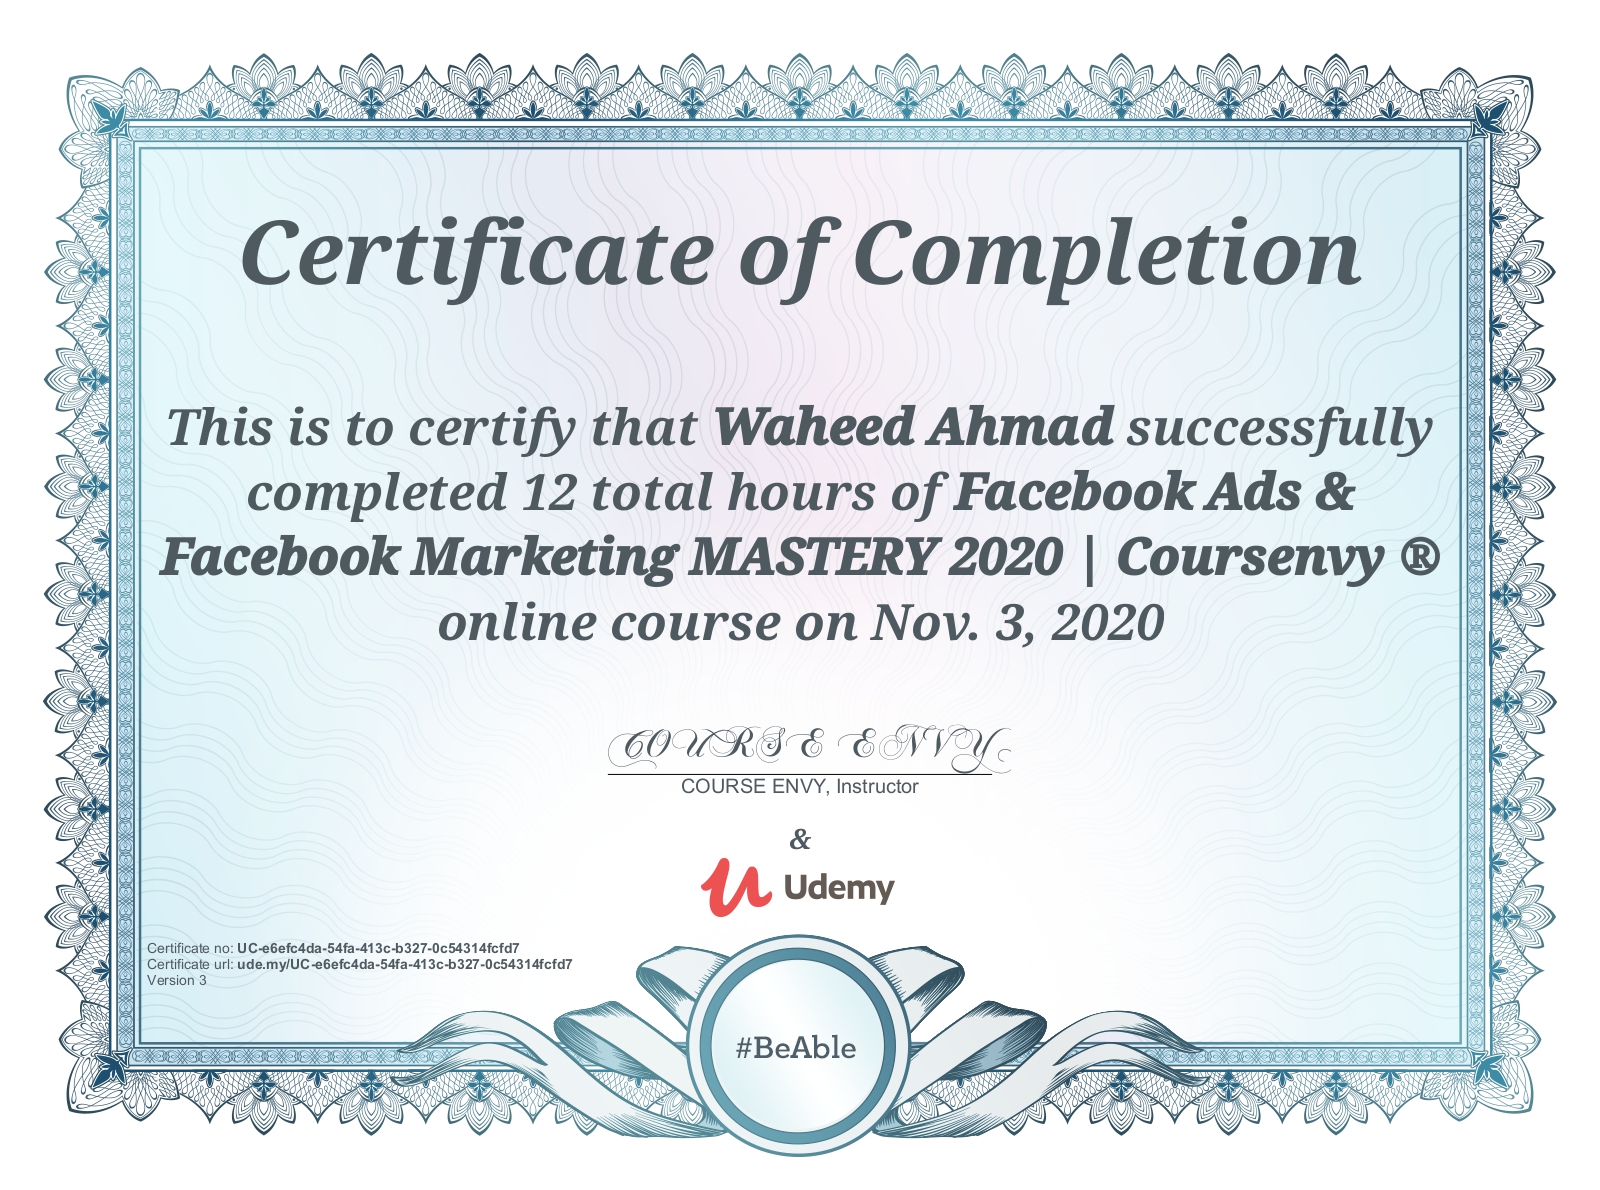 Certificate of Completion
This is to certify that Waheed Ahmad successfully
completed 12 total hours of Facebook Ads &
Facebook Marketing MASTERY 2020 | Coursenvy ®
online course on Nov. 3, 2020
COURSE ENVY
COURSE ENVY, Instructor
&
Udemy
Certificate no: UC-e6efc4da-54fa-413c-b327-0c54314fcfd7
Certificate url: ude.my/UC-e6efc4da-54fa-413c-b327-0c54314fcfd7
Version 3
#BeAble